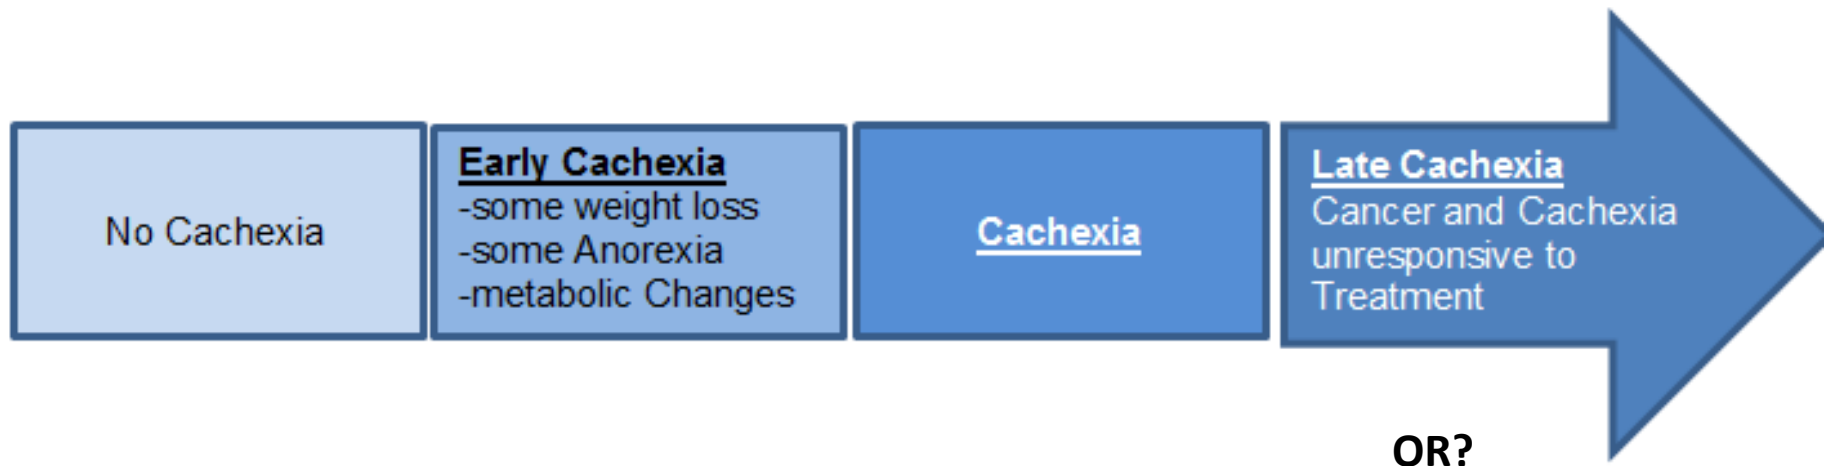 No Cachexia
Early Cachexia
-some weight loss
-some Anorexia
-metabolic Changes
Cachexia
Late Cachexia
Cancer and Cachexia
unresponsive to
Treatment
OR?